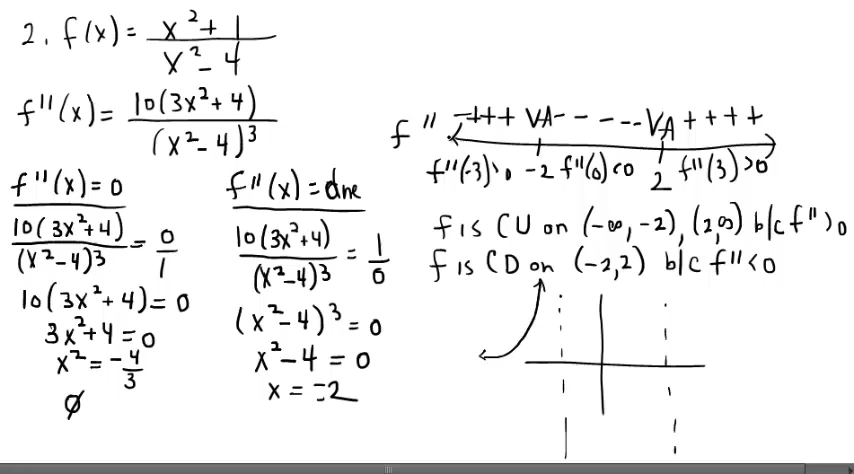 2. f(x) = x²+1 / x²-4
f''(x) = 10(3x²+4) / (x²-4)³
f'' +++ VA - - - - - - VA + + + +
f''(-3)>0 -2 f''(0)<0 2 f''(3)>0
f''(x) = 0
10(3x²+4) / (x²-4)³ = 0/1
10(3x²+4) = 0
3x²+4 = 0
x² = -4/3
∅
f''(x) = dne
10(3x²+4) / (x²-4)³ = 1/0
(x²-4)³ = 0
x²-4 = 0
x = ±2
f is CU on (-∞, -2), (2,∞) b/c f''>0
f is CD on (-2,2) b/c f''<0